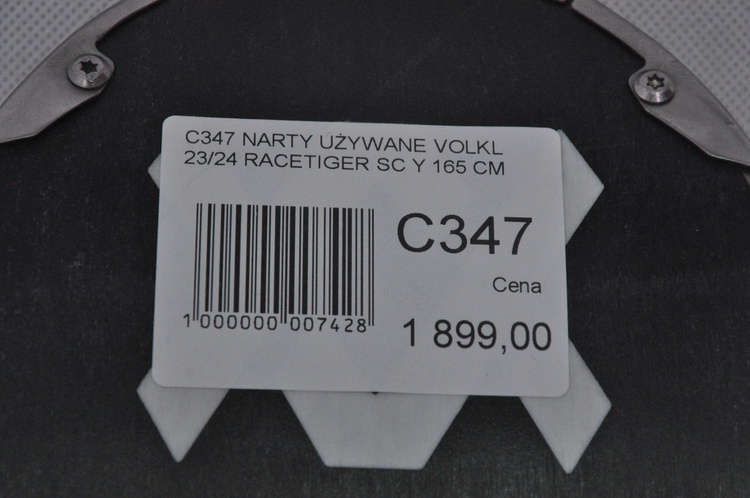 C347 NARTY UŻYWANE VOLKL
23/24 RACETIGER SC Y 165 CM
C347
Cena
1 899,00
1 000000 007428